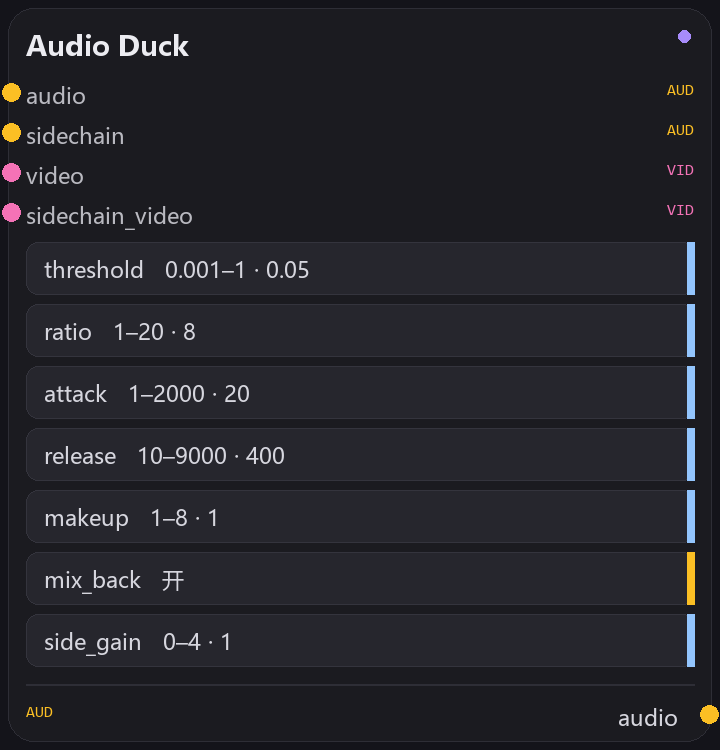 Audio Duck
audio AUD
sidechain AUD
video VID
sidechain_video VID
threshold 0.001–1 · 0.05
ratio 1–20 · 8
attack 1–2000 · 20
release 10–9000 · 400
makeup 1–8 · 1
mix_back 开
side_gain 0–4 · 1
AUD audio